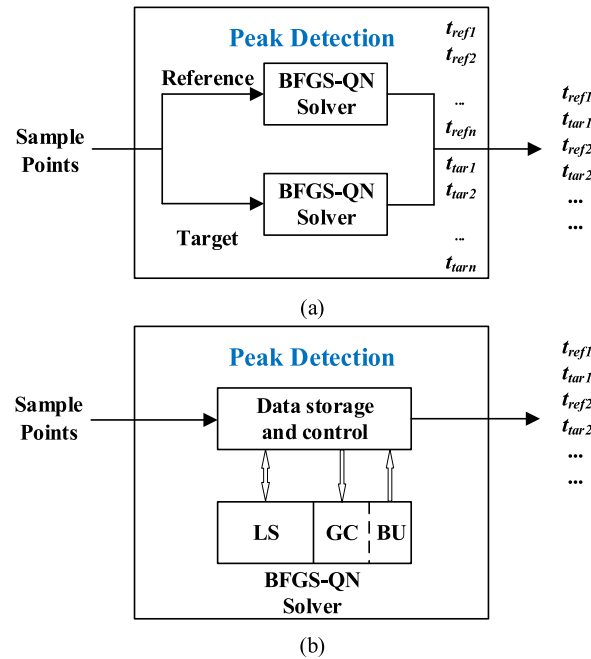 Peak Detection
Reference
BFGS-QN
Solver
Sample
Points
BFGS-QN
Solver
Target
tref1
tref2
...
trefn
ttar1
ttar2
...
ttarn
tref1
ttar1
tref2
ttar2
...
...
(a)
Peak Detection
Sample
Points
Data storage
and control
LS GC BU
BFGS-QN
Solver
tref1
ttar1
tref2
ttar2
...
...
(b)